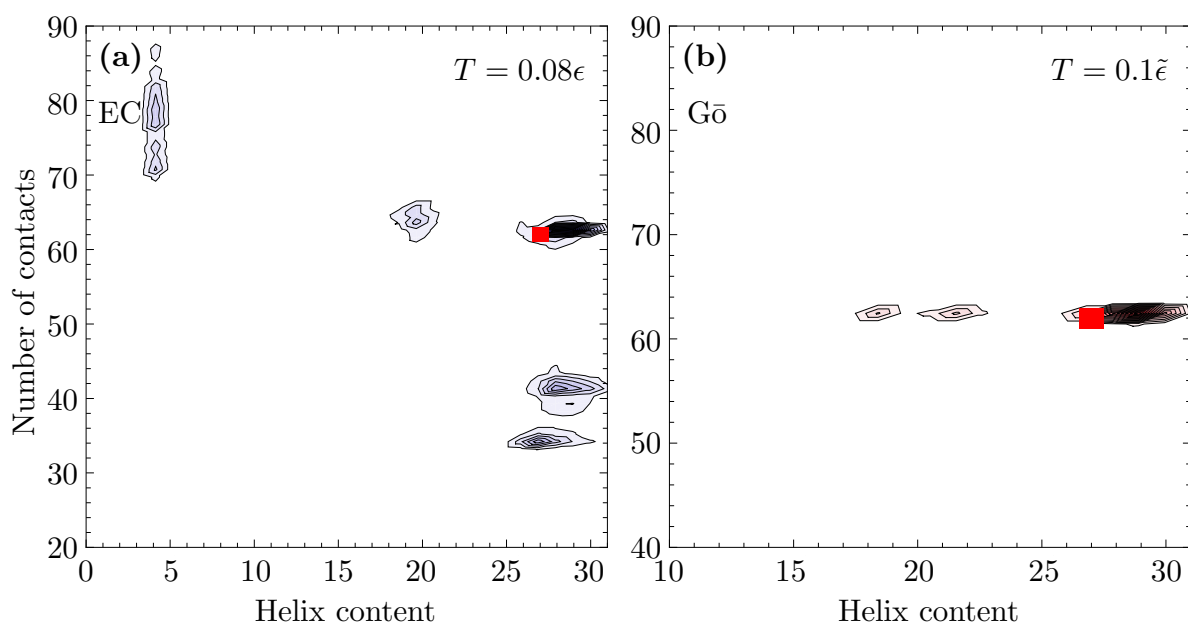 (a)
T = 0.08ϵ
EC
Number of contacts
90
80
70
60
50
40
30
20
0 5 10 15 20 25 30
Helix content
(b)
T = 0.1ϵ̃
Gō
90
80
70
60
50
40
10 15 20 25 30
Helix content